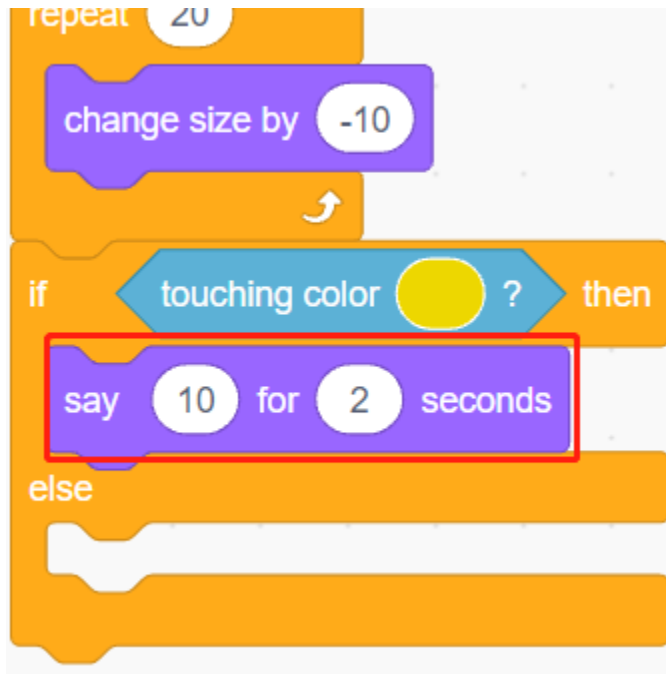 repeat 20
change size by -10
if touching color ? then
say 10 for 2 seconds
else